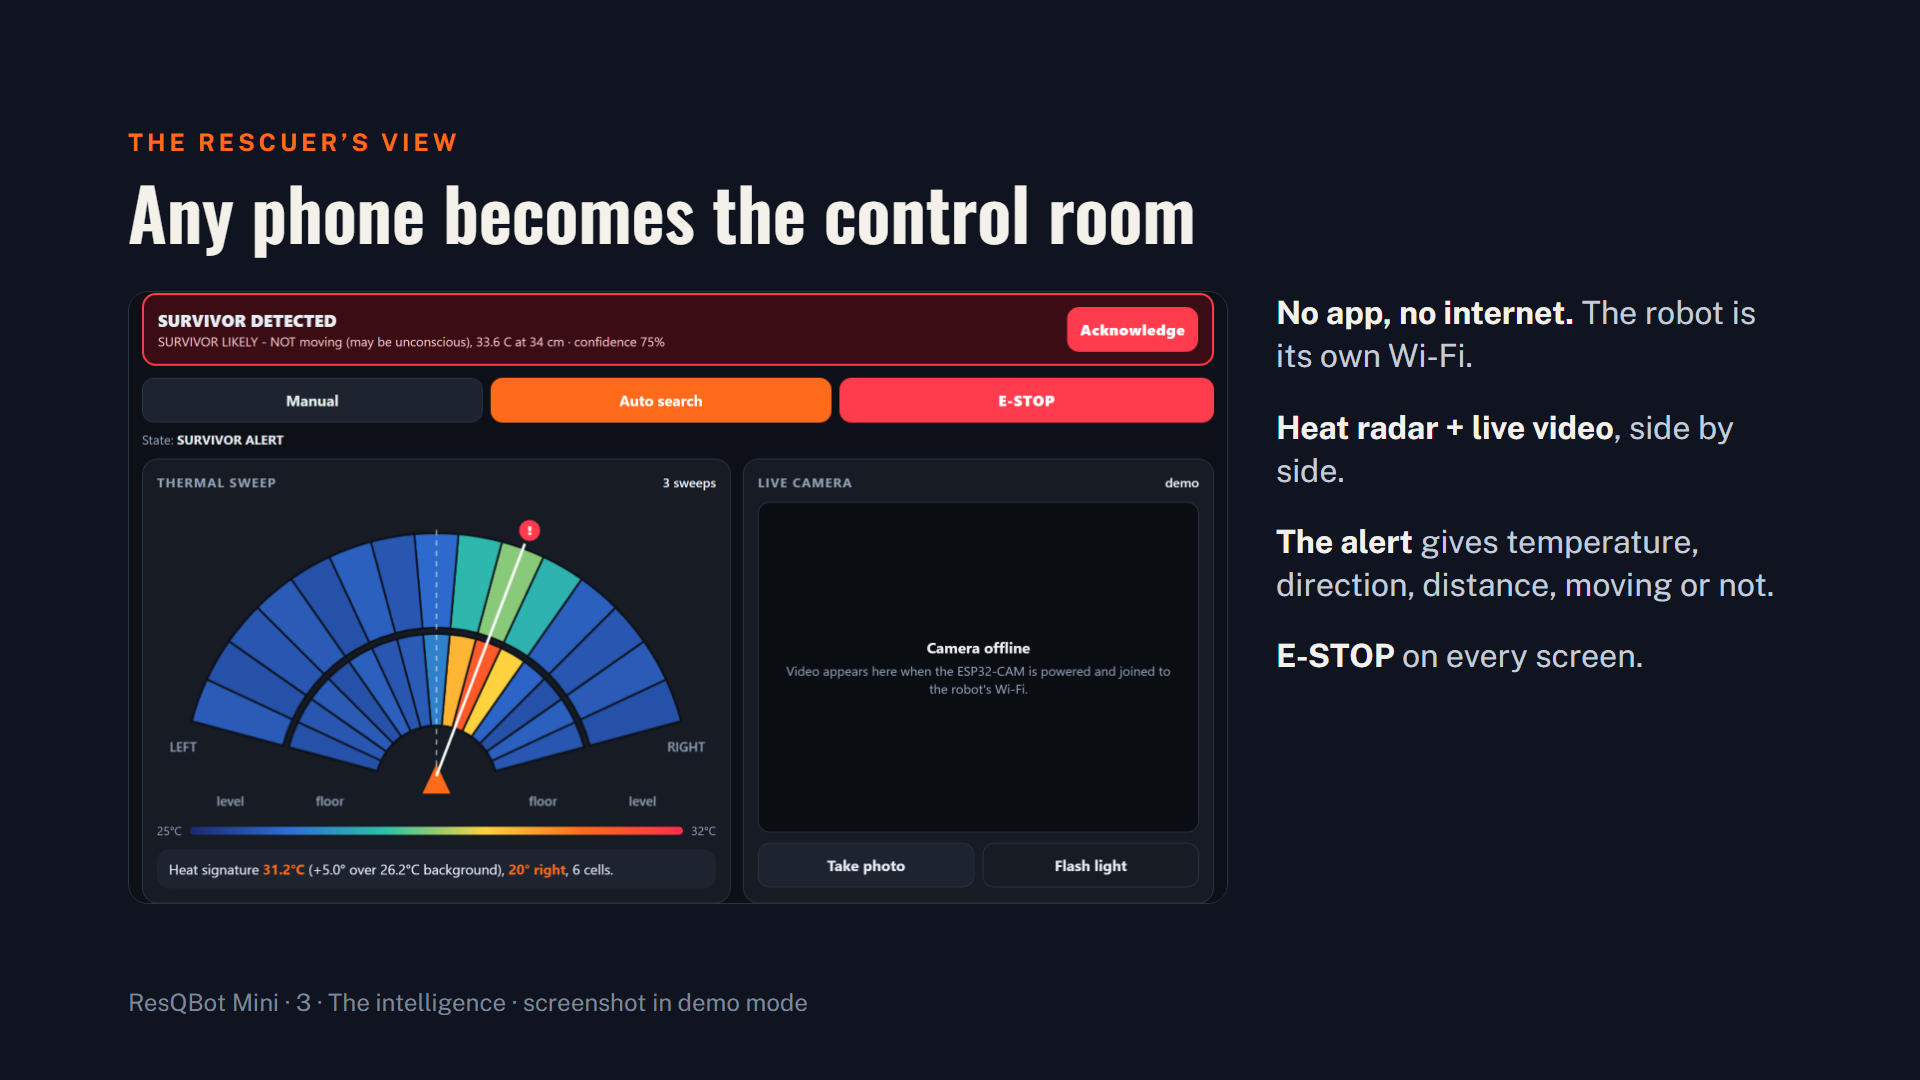 THE RESCUER’S VIEW
Any phone becomes the control room
SURVIVOR DETECTED
SURVIVOR LIKELY - NOT moving (may be unconscious), 33.6 C at 34 cm · confidence 75%
Acknowledge
Manual
Auto search
E-STOP
State: SURVIVOR ALERT
THERMAL SWEEP
3 sweeps
!
LEFT
RIGHT
level
floor
floor
level
25°C
32°C
Heat signature 31.2°C (+5.0° over 26.2°C background), 20° right, 6 cells.
LIVE CAMERA
demo
Camera offline
Video appears here when the ESP32-CAM is powered and joined to
the robot's Wi-Fi.
Take photo
Flash light
No app, no internet. The robot is
its own Wi-Fi.
Heat radar + live video, side by
side.
The alert gives temperature,
direction, distance, moving or not.
E-STOP on every screen.
ResQBot Mini · 3 · The intelligence · screenshot in demo mode